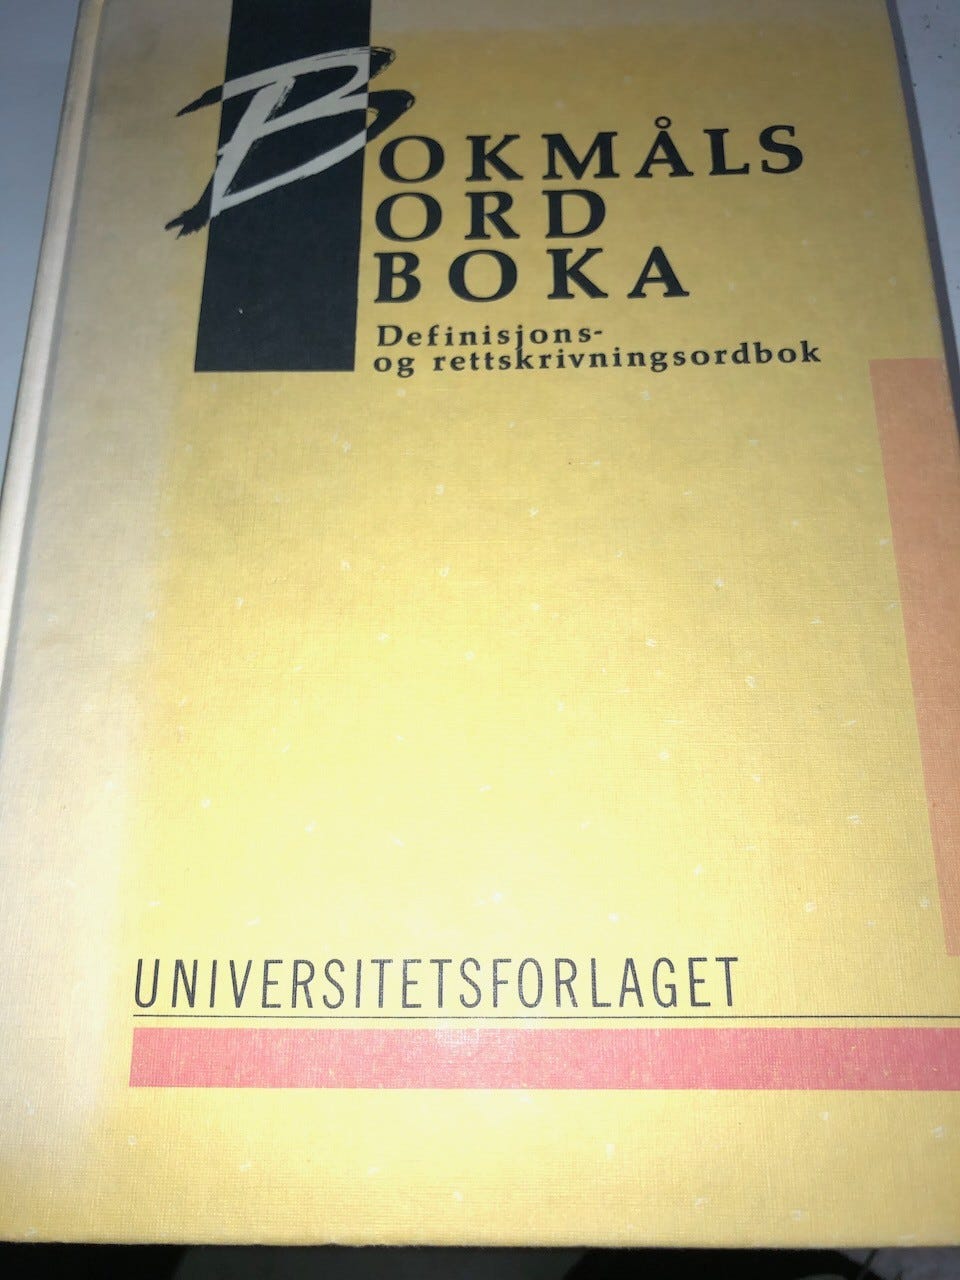 BOKMÅLS
ORD
BOKA
Definisjons-
og rettskrivningsordbok
UNIVERSITETSFORLAGET